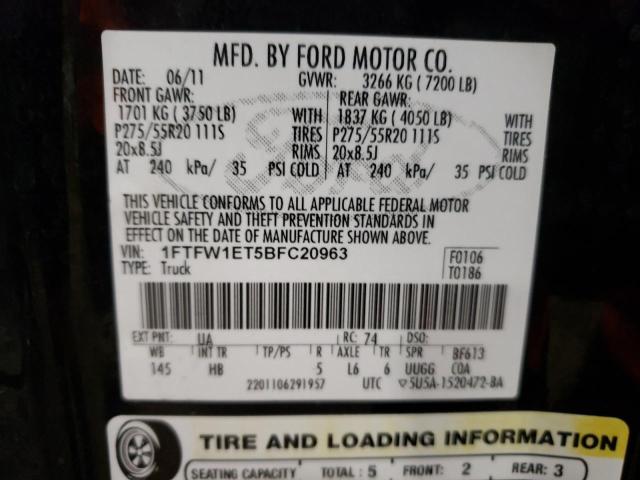 MFD. BY FORD MOTOR CO.
DATE: 06/11 GVWR: 3266 KG ( 7200 LB)
FRONT GAWR: REAR GAWR:
1701 KG ( 3750 LB) WITH 1837 KG ( 4050 LB) WITH
P275/55R20 111S TIRES P275/55R20 111S TIRES
20x8.5J RIMS 20x8.5J RIMS
AT 240 kPa/ 35 PSI COLD AT 240 kPa/ 35 PSI COLD
THIS VEHICLE CONFORMS TO ALL APPLICABLE FEDERAL MOTOR
VEHICLE SAFETY AND THEFT PREVENTION STANDARDS IN
EFFECT ON THE DATE OF MANUFACTURE SHOWN ABOVE.
VIN: 1FTFW1ET5BFC20963 F0106
TYPE: Truck T0186
EXT PNT: UA RC: 74 DSO:
WB INT TR TP/PS R AXLE TR SPR BF613
145 HB 5 L6 6 UUGG COA
2201106291957 UTC 5U5A-1520472-BA
TIRE AND LOADING INFORMATION
SEATING CAPACITY TOTAL : 5 FRONT: 2 REAR: 3